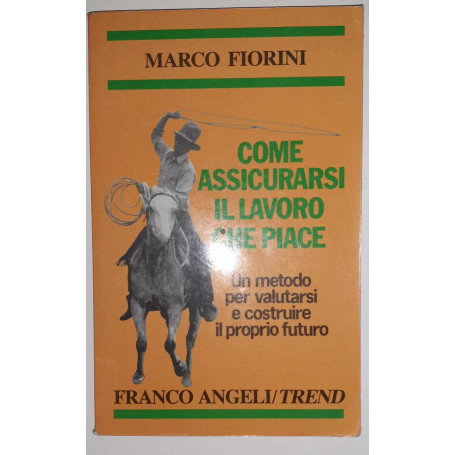 MARCO FIORINI
COME
ASSICURARSI
IL LAVORO
CHE PIACE
Un metodo
per valutarsi
e costruire
il proprio futuro
FRANCO ANGELI/TREND